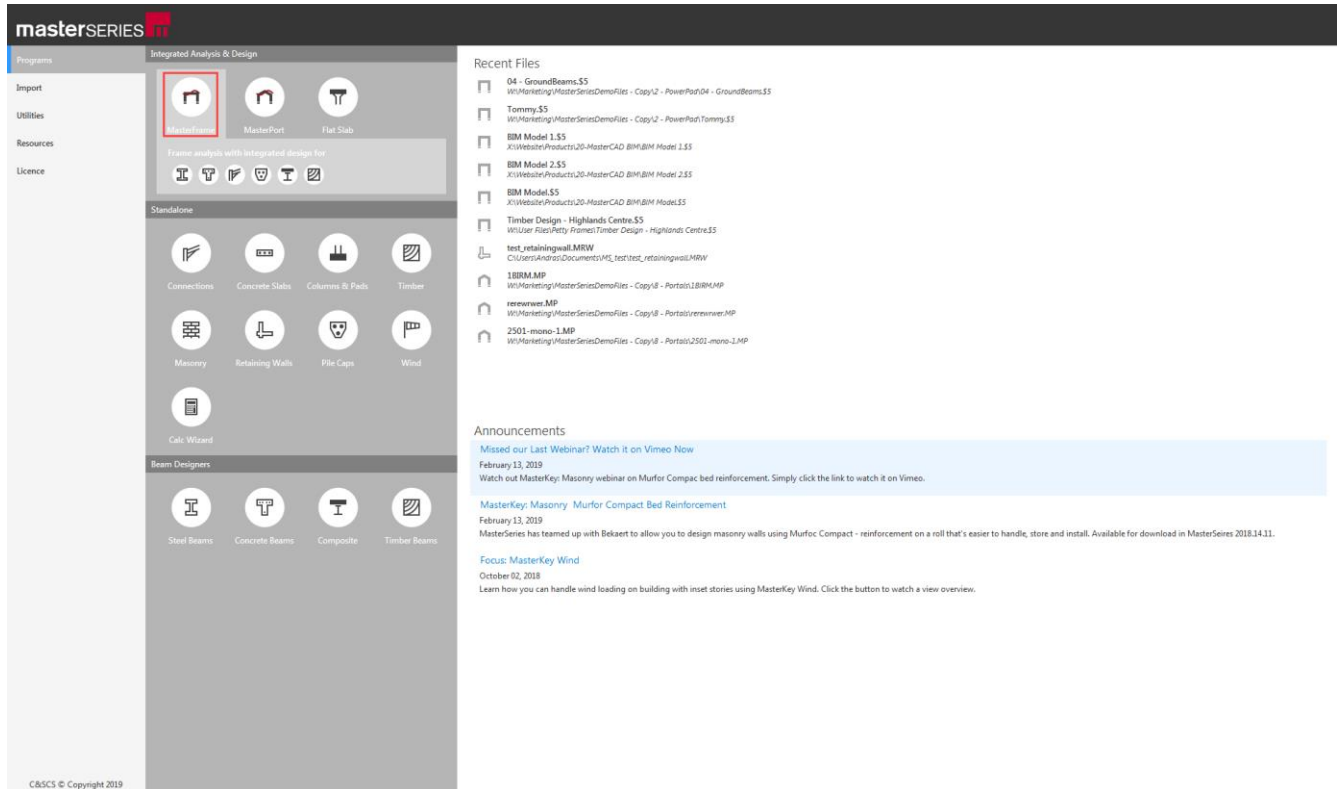 masterSERIES
Programs
Import
Utilities
Resources
Licence
C&SCS © Copyright 2019
Integrated Analysis & Design
MasterFrame
MasterPort
Flat Slab
Frame analysis with integrated design for
Standalone
Connections
Concrete Slabs
Columns & Pads
Timber
Masonry
Retaining Walls
Pile Caps
Wind
Calc Wizard
Beam Designers
Steel Beams
Concrete Beams
Composite
Timber Beams
Recent Files
04 - GroundBeams.$5
W:\Marketing\MasterSeriesDemoFiles - Copy\2 - PowerPad\04 - GroundBeams.$5
Tommy.$5
W:\Marketing\MasterSeriesDemoFiles - Copy\2 - PowerPad\Tommy.$5
BIM Model 1.$5
X:\Website\Products\20-MasterCAD BIM\BIM Model 1.$5
BIM Model 2.$5
X:\Website\Products\20-MasterCAD BIM\BIM Model 2.$5
BIM Model.$5
X:\Website\Products\20-MasterCAD BIM\BIM Model.$5
Timber Design - Highlands Centre.$5
W:\User Files\Petty Frames\Timber Design - Highlands Centre.$5
test_retainingwall.MRW
C:\Users\Andras\Documents\MS_test\test_retainingwall.MRW
1BIRM.MP
W:\Marketing\MasterSeriesDemoFiles - Copy\8 - Portals\1BIRM.MP
rerewrwer.MP
W:\Marketing\MasterSeriesDemoFiles - Copy\8 - Portals\rerewrwer.MP
2501-mono-1.MP
W:\Marketing\MasterSeriesDemoFiles - Copy\8 - Portals\2501-mono-1.MP
Announcements
Missed our Last Webinar? Watch it on Vimeo Now
February 13, 2019
Watch out MasterKey: Masonry webinar on Murfor Compac bed reinforcement. Simply click the link to watch it on Vimeo.
MasterKey: Masonry Murfor Compact Bed Reinforcement
February 13, 2019
MasterSeries has teamed up with Bekaert to allow you to design masonry walls using Murfoc Compact - reinforcement on a roll that's easier to handle, store and install. Available for download in MasterSeires 2018.14.11.
Focus: MasterKey Wind
October 02, 2018
Learn how you can handle wind loading on building with inset stories using MasterKey Wind. Click the button to watch a view overview.